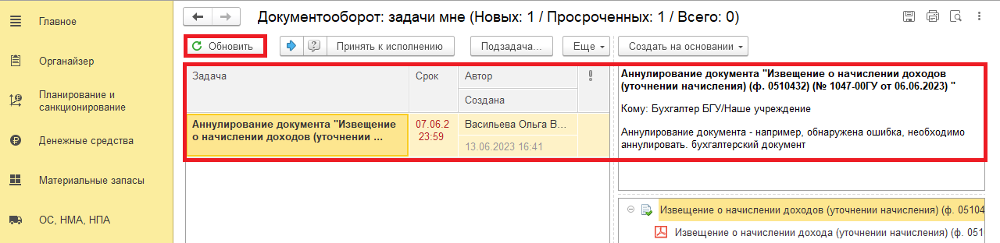 Главное
Органайзер
Планирование и
санкционирование
Денежные средства
Материальные запасы
ОС, НМА, НПА
Документооборот: задачи мне (Новых: 1 / Просроченных: 1 / Всего: 0)
Обновить
Принять к исполнению
Подзадача...
Еще
Создать на основании
Задача
Срок
Автор
Создана
Аннулирование документа "Извещение
о начислении доходов (уточнении ...
07.06.2
23:59
Васильева Ольга В...
13.06.2023 16:41
Аннулирование документа "Извещение о начислении доходов
(уточнении начисления) (ф. 0510432) (№ 1047-00ГУ от 06.06.2023) "
Кому: Бухгалтер БГУ/Наше учреждение
Аннулирование документа - например, обнаружена ошибка, необходимо
аннулировать. бухгалтерский документ
Извещение о начислении доходов (уточнении начисления) (ф. 05104
Извещение о начислении дохода (уточнении начисления) (ф. 051